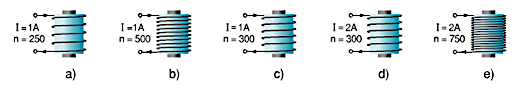 I=1A
n=250
I=1A
n=500
I=1A
n=300
I=2A
n=300
I=2A
n=750
a)
b)
c)
d)
e)